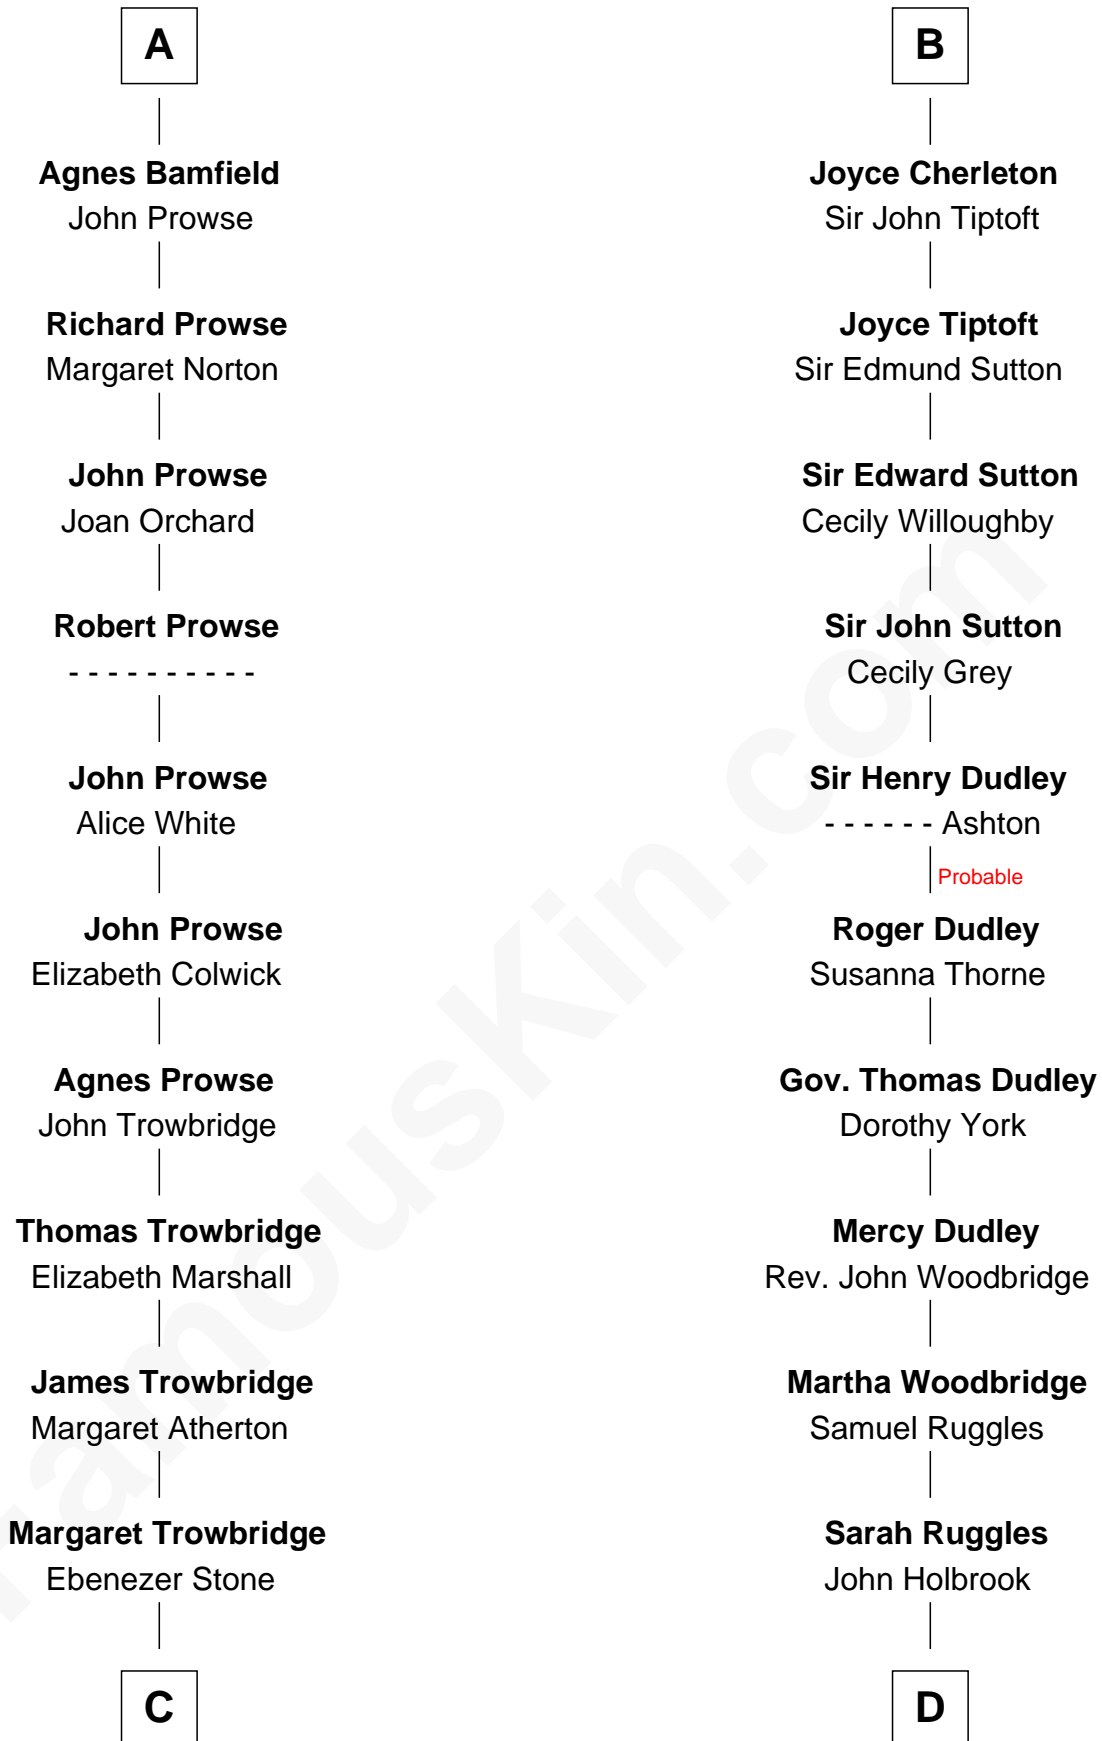 A
Agnes Bamfield
John Prowse
Richard Prowse
Margaret Norton
John Prowse
Joan Orchard
Robert Prowse
- - - - - - - - - -
John Prowse
Alice White
John Prowse
Elizabeth Colwick
Agnes Prowse
John Trowbridge
Thomas Trowbridge
Elizabeth Marshall
James Trowbridge
Margaret Atherton
Margaret Trowbridge
Ebenezer Stone
C
B
Joyce Cherleton
Sir John Tiptoft
Joyce Tiptoft
Sir Edmund Sutton
Sir Edward Sutton
Cecily Willoughby
Sir John Sutton
Cecily Grey
Sir Henry Dudley
- - - - - - Ashton
Probable
Roger Dudley
Susanna Thorne
Gov. Thomas Dudley
Dorothy York
Mercy Dudley
Rev. John Woodbridge
Martha Woodbridge
Samuel Ruggles
Sarah Ruggles
John Holbrook
D
FamousKin.com